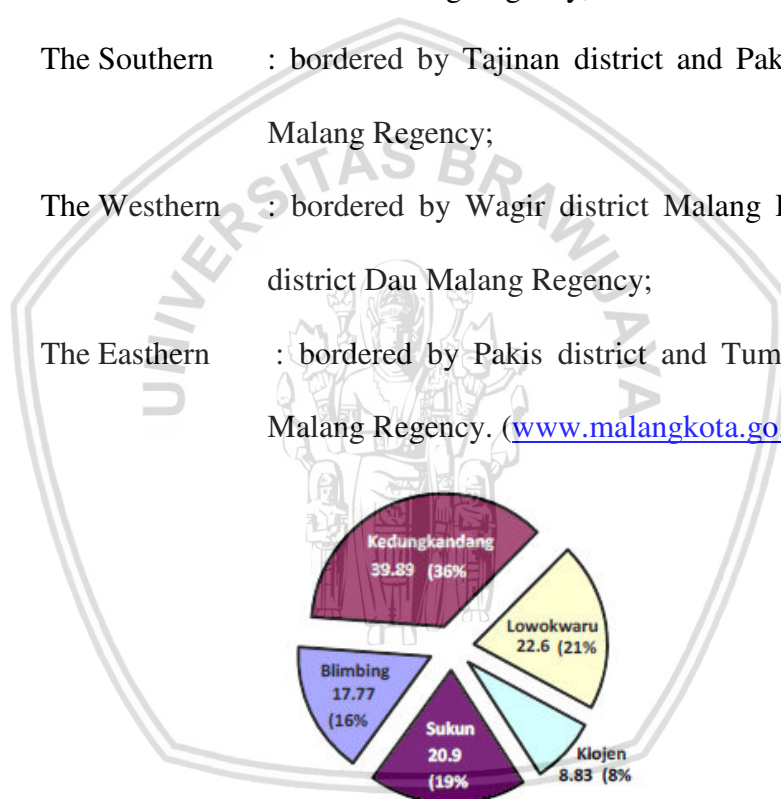 The Southern : bordered by Tajinan district and Pak
Malang Regency;
The Westhern : bordered by Wagir district Malang
district Dau Malang Regency;
The Easthern : bordered by Pakis district and Tum
Malang Regency. (www.malangkota.go.
UNIVERSITAS BRAWIJAYA
Kedungkandang
39.89 (36%
Lowokwaru
22.6 (21%
Blimbing
17.77
(16%
Sukun
20.9
(19%
Klojen
8.83 (8%